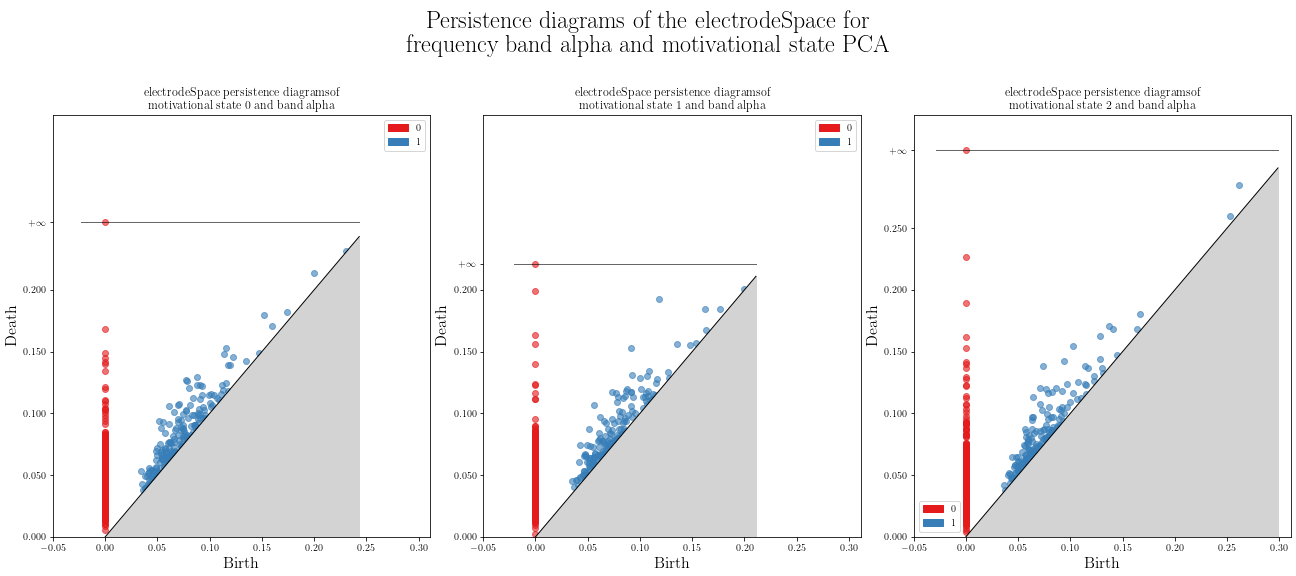 Persistence diagrams of the electrodeSpace for
frequency band alpha and motivational state PCA
electrodeSpace persistence diagramsof
motivational state 0 and band alpha
0
1
+∞
0.200
0.150
0.100
0.050
0.000
Death
−0.05 0.00 0.05 0.10 0.15 0.20 0.25 0.30
Birth
electrodeSpace persistence diagramsof
motivational state 1 and band alpha
0
1
+∞
0.200
0.150
0.100
0.050
0.000
Death
−0.05 0.00 0.05 0.10 0.15 0.20 0.25 0.30
Birth
electrodeSpace persistence diagramsof
motivational state 2 and band alpha
+∞
0.250
0.200
0.150
0.100
0.050
0.000
Death
0
1
−0.05 0.00 0.05 0.10 0.15 0.20 0.25 0.30
Birth